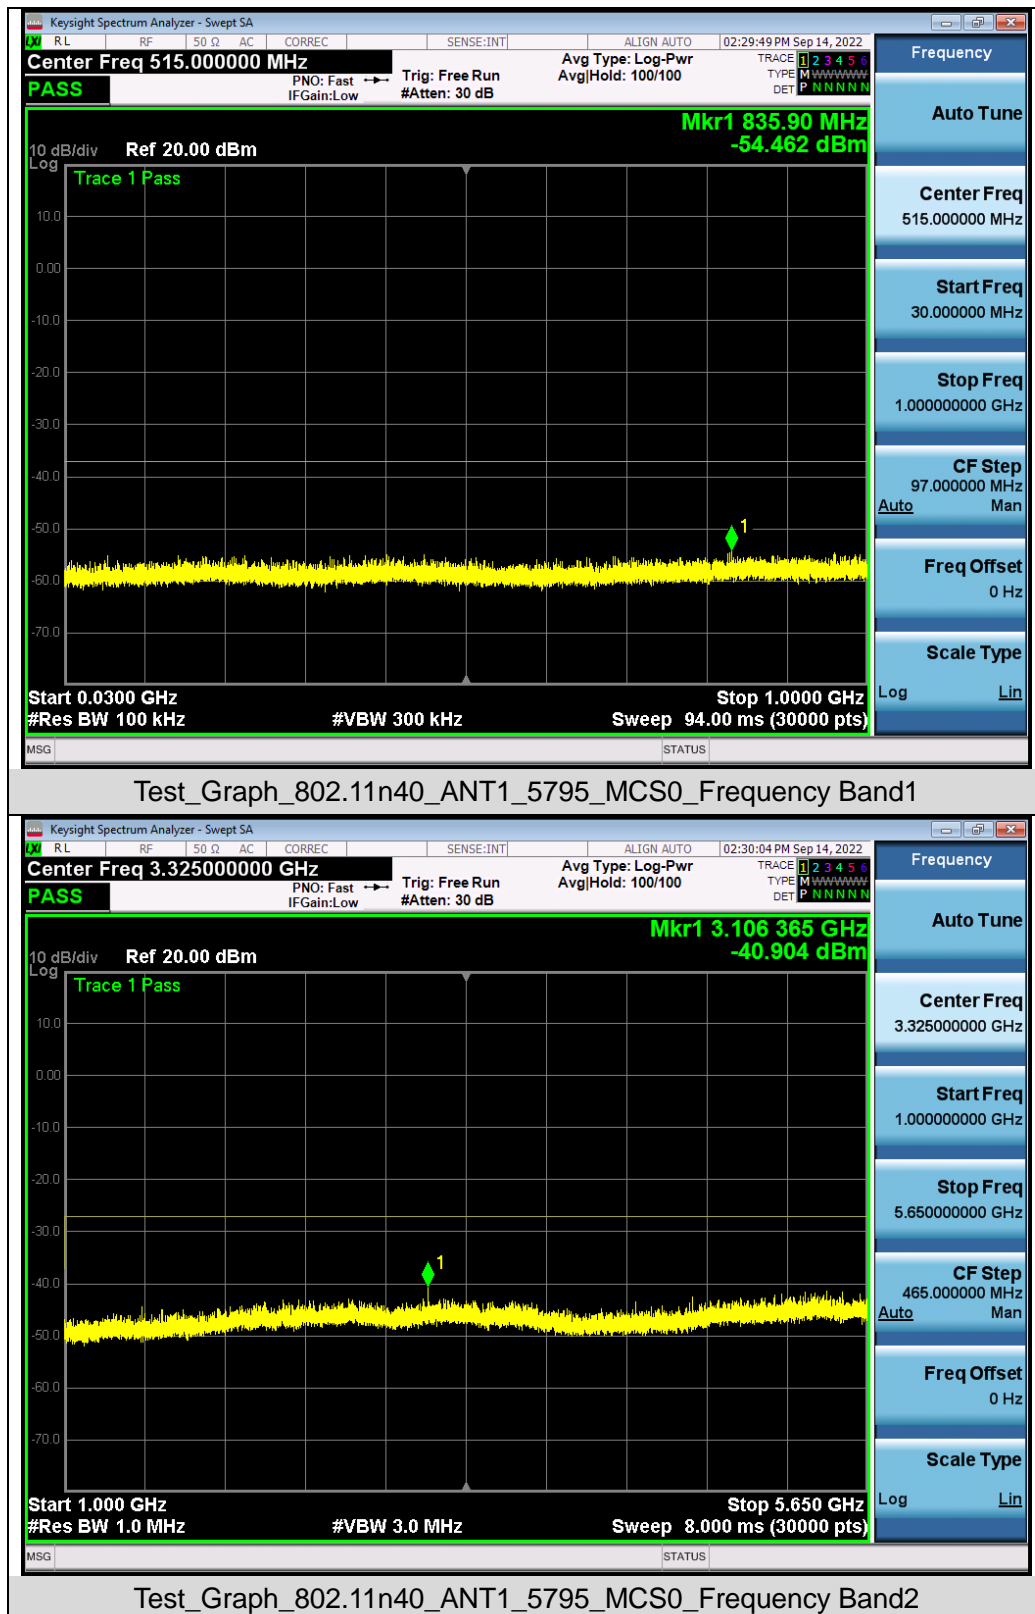 Keysight Spectrum Analyzer - Swept SA
LXI RL RF 50 Ω AC CORREC SENSE:INT ALIGN AUTO 02:29:49 PM Sep 14, 2022
Center Freq 515.000000 MHz
PASS
PNO: Fast
IFGain:Low
Trig: Free Run
#Atten: 30 dB
Avg Type: Log-Pwr
Avg|Hold: 100/100
TRACE 1 2 3 4 5 6
TYPE M WWWWW
DET P N N N N N
Mkr1 835.90 MHz
-54.462 dBm
10 dB/div Ref 20.00 dBm
Log
Trace 1 Pass
10.0
0.00
-10.0
-20.0
-30.0
-40.0
-50.0
-60.0
-70.0
1
Start 0.0300 GHz Stop 1.0000 GHz
#Res BW 100 kHz #VBW 300 kHz Sweep 94.00 ms (30000 pts)
MSG STATUS
Frequency
Auto Tune
Center Freq
515.000000 MHz
Start Freq
30.000000 MHz
Stop Freq
1.000000000 GHz
CF Step
97.000000 MHz
Auto Man
Freq Offset
0 Hz
Scale Type
Log Lin
Test_Graph_802.11n40_ANT1_5795_MCS0_Frequency Band1
Keysight Spectrum Analyzer - Swept SA
LXI RL RF 50 Ω AC CORREC SENSE:INT ALIGN AUTO 02:30:04 PM Sep 14, 2022
Center Freq 3.325000000 GHz
PASS
PNO: Fast
IFGain:Low
Trig: Free Run
#Atten: 30 dB
Avg Type: Log-Pwr
Avg|Hold: 100/100
TRACE 1 2 3 4 5 6
TYPE M WWWWW
DET P N N N N N
Mkr1 3.106 365 GHz
-40.904 dBm
10 dB/div Ref 20.00 dBm
Log
Trace 1 Pass
10.0
0.00
-10.0
-20.0
-30.0
-40.0
-50.0
-60.0
-70.0
1
Start 1.000 GHz Stop 5.650 GHz
#Res BW 1.0 MHz #VBW 3.0 MHz Sweep 8.000 ms (30000 pts)
MSG STATUS
Frequency
Auto Tune
Center Freq
3.325000000 GHz
Start Freq
1.000000000 GHz
Stop Freq
5.650000000 GHz
CF Step
465.000000 MHz
Auto Man
Freq Offset
0 Hz
Scale Type
Log Lin
Test_Graph_802.11n40_ANT1_5795_MCS0_Frequency Band2